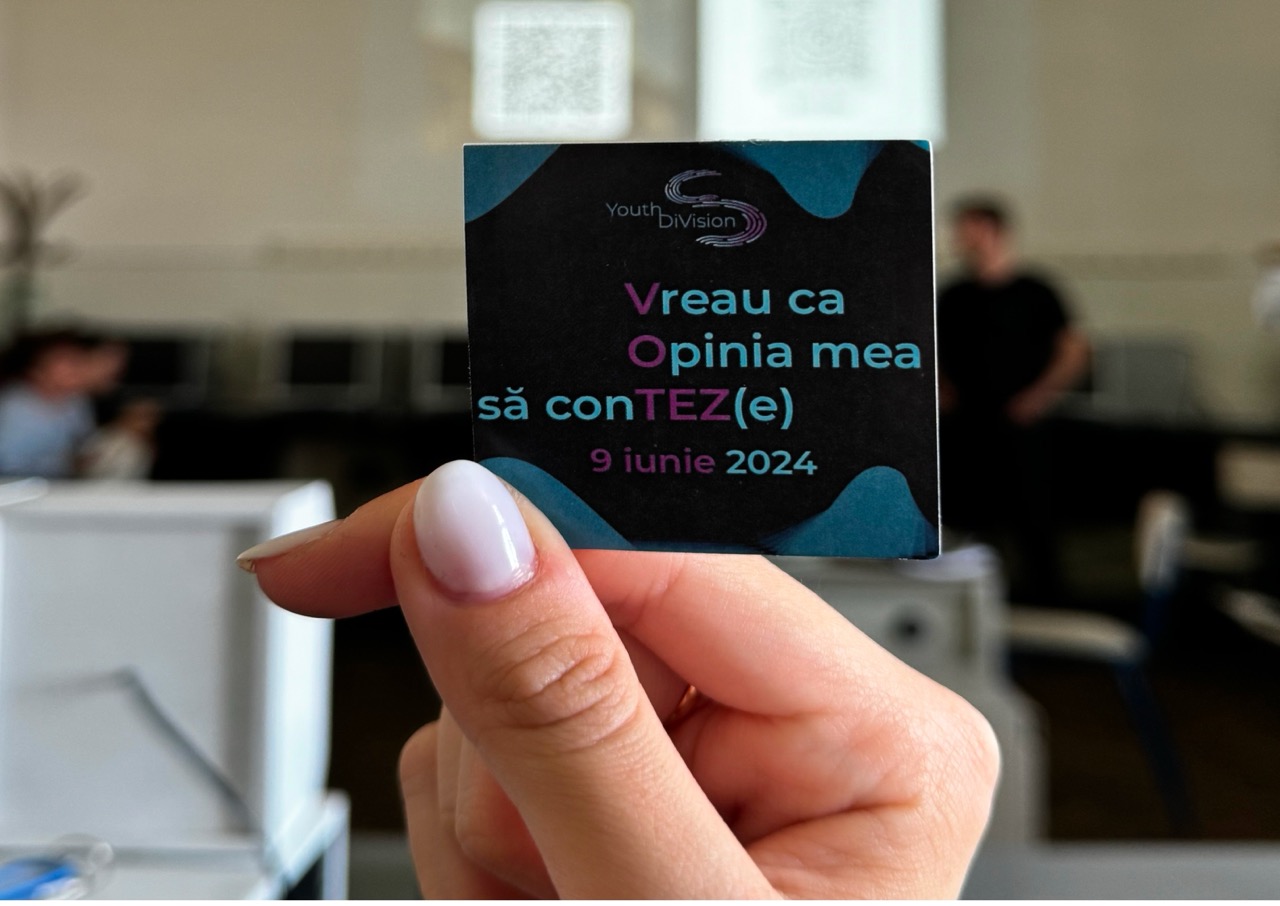 Youth
DiVision
Vreau ca
Opinia mea
să conTEZ(e)
9 iunie 2024